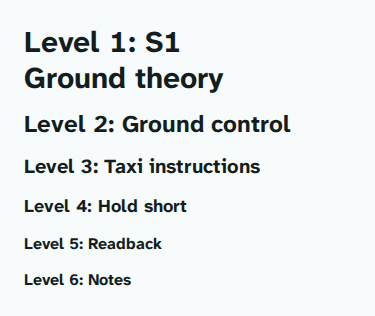 Level 1: S1
Ground theory
Level 2: Ground control
Level 3: Taxi instructions
Level 4: Hold short
Level 5: Readback
Level 6: Notes